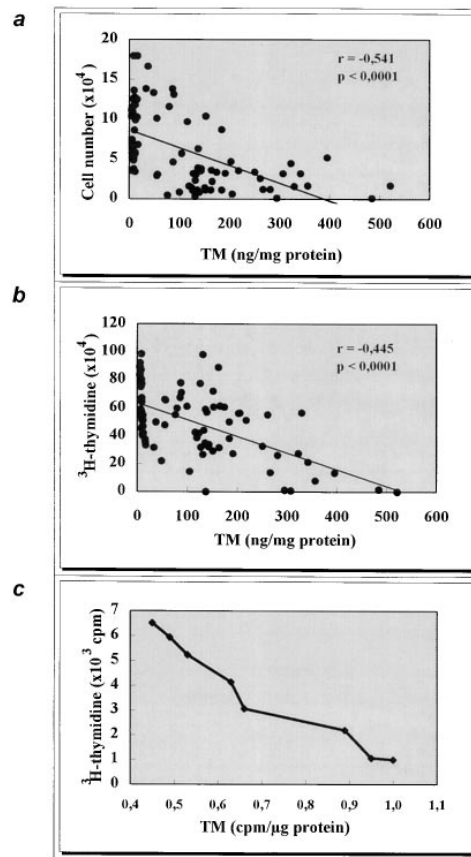 a
Cell number (x10⁴)
20
15
10
5
0
r = -0,541
p < 0,0001
0 100 200 300 400 500 600
TM (ng/mg protein)
b
³H-thymidine (x10⁴)
120
100
80
60
40
20
0
r = -0,445
p < 0,0001
0 100 200 300 400 500 600
TM (ng/mg protein)
c
³H-thymidine (x10³ cpm)
7
6
5
4
3
2
1
0
0,4 0,5 0,6 0,7 0,8 0,9 1,0 1,1
TM (cpm/µg protein)